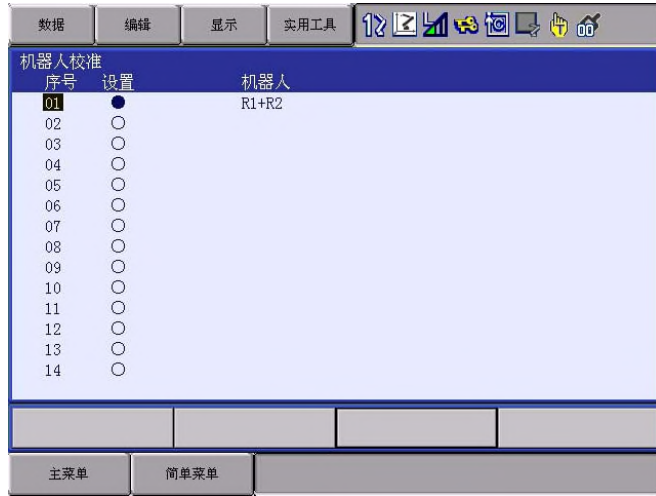 数据 编辑 显示 实用工具
机器人校准
序号 设置 机器人
01 ● R1+R2
02 ○
03 ○
04 ○
05 ○
06 ○
07 ○
08 ○
09 ○
10 ○
11 ○
12 ○
13 ○
14 ○
主菜单 简单菜单